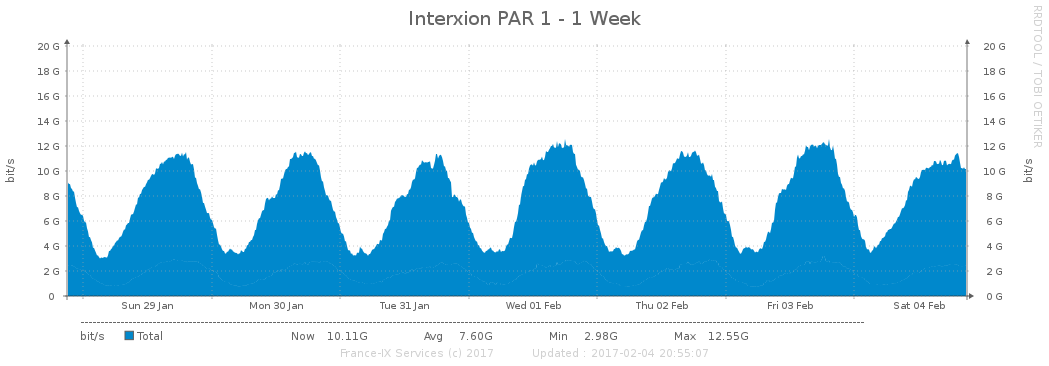 Interxion PAR 1 - 1 Week
RRDTOOL / TOBI OETIKER
bit/s
bit/s
20 G 20 G
18 G 18 G
16 G 16 G
14 G 14 G
12 G 12 G
10 G 10 G
8 G 8 G
6 G 6 G
4 G 4 G
2 G 2 G
0 0 G
Sun 29 Jan Mon 30 Jan Tue 31 Jan Wed 01 Feb Thu 02 Feb Fri 03 Feb Sat 04 Feb
bit/s Total Now 10.11G Avg 7.60G Min 2.98G Max 12.55G
France-IX Services (c) 2017 Updated : 2017-02-04 20:55:07